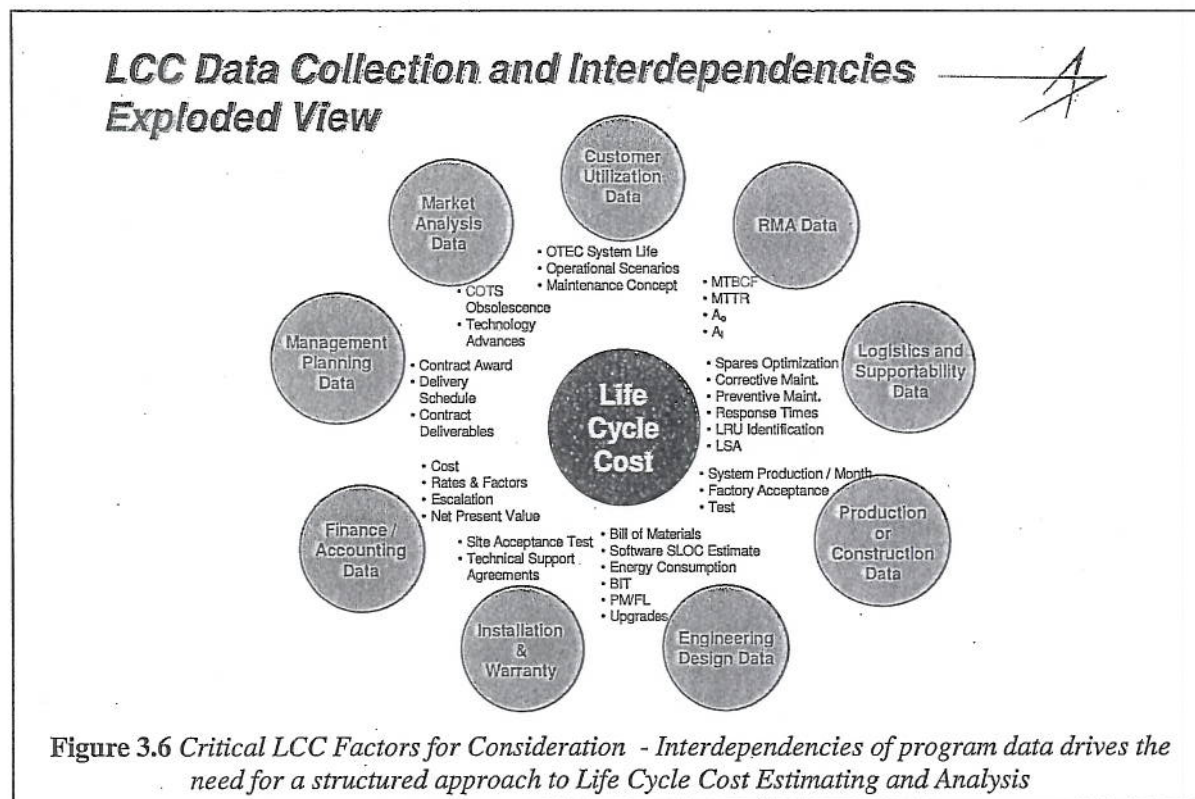 LCC Data Collection and Interdependencies
Exploded View
Customer
Utilization
Data
• OTEC System Life
• Operational Scenarios
• Maintenance Concept
Market
Analysis
Data
• COTS
Obsolescence
• Technology
Advances
RMA Data
• MTBCF
• MTTR
• Aₒ
• Aᵢ
Management
Planning
Data
• Contract Award
• Delivery
Schedule
• Contract
Deliverables
Logistics and
Supportability
Data
• Spares Optimization
• Corrective Maint.
• Preventive Maint.
• Response Times
• LRU Identification
• LSA
Life
Cycle
Cost
Finance /
Accounting
Data
• Cost
• Rates & Factors
• Escalation
• Net Present Value
Production
or
Construction
Data
• System Production / Month
• Factory Acceptance
• Test
Installation
&
Warranty
• Site Acceptance Test
• Technical Support
Agreements
Engineering
Design Data
• Bill of Materials
• Software SLOC Estimate
• Energy Consumption
• BIT
• PM/FL
• Upgrades
Figure 3.6 Critical LCC Factors for Consideration - Interdependencies of program data drives the
need for a structured approach to Life Cycle Cost Estimating and Analysis